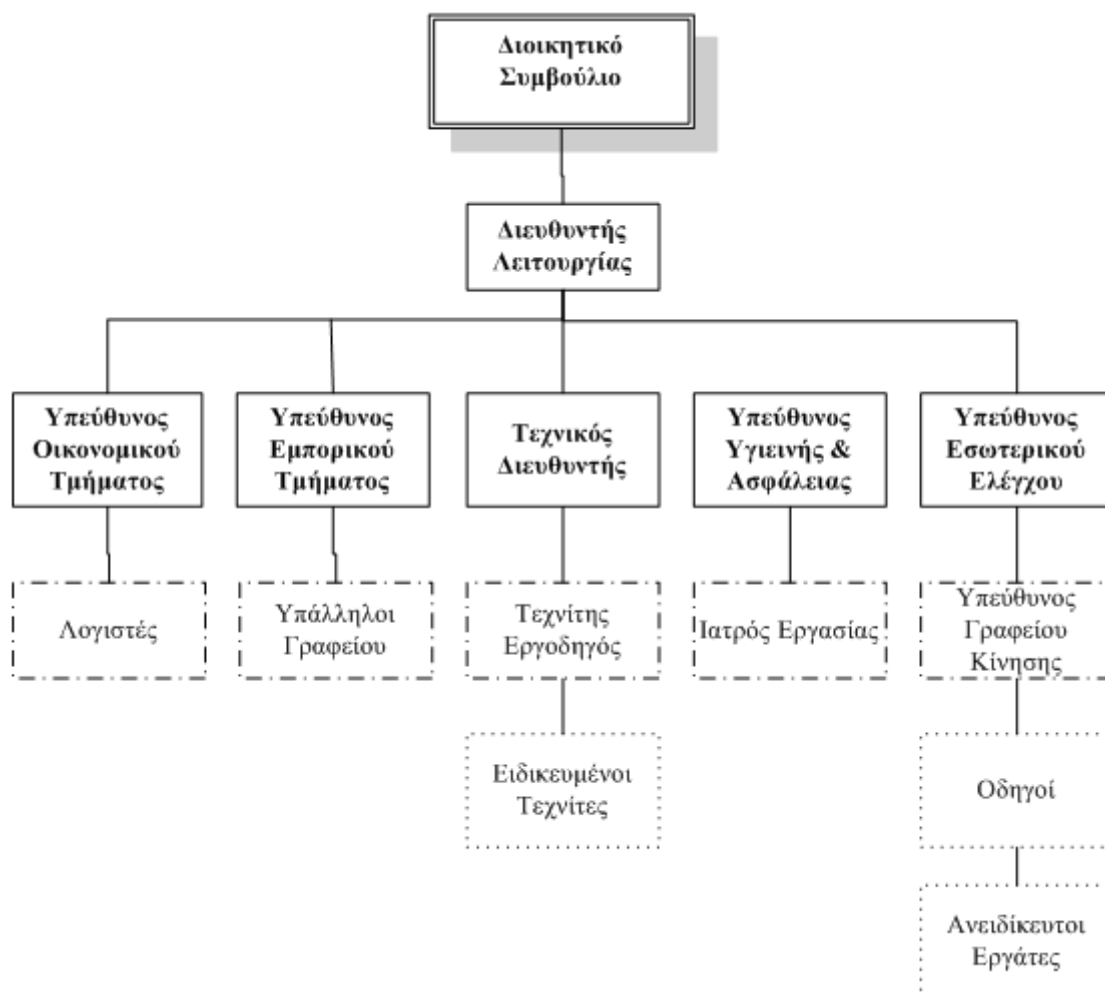 Διοικητικό
Συμβούλιο
Διευθυντής
Λειτουργίας
Υπεύθυνος
Οικονομικού
Τμήματος
Υπεύθυνος
Εμπορικού
Τμήματος
Τεχνικός
Διευθυντής
Υπεύθυνος
Υγιεινής &
Ασφάλειας
Υπεύθυνος
Εσωτερικού
Ελέγχου
Λογιστές
Υπάλληλοι
Γραφείου
Τεχνίτης
Εργοδηγός
Ιατρός Εργασίας
Υπεύθυνος
Γραφείου
Κίνησης
Ειδικευμένοι
Τεχνίτες
Οδηγοί
Ανειδίκευτοι
Εργάτες